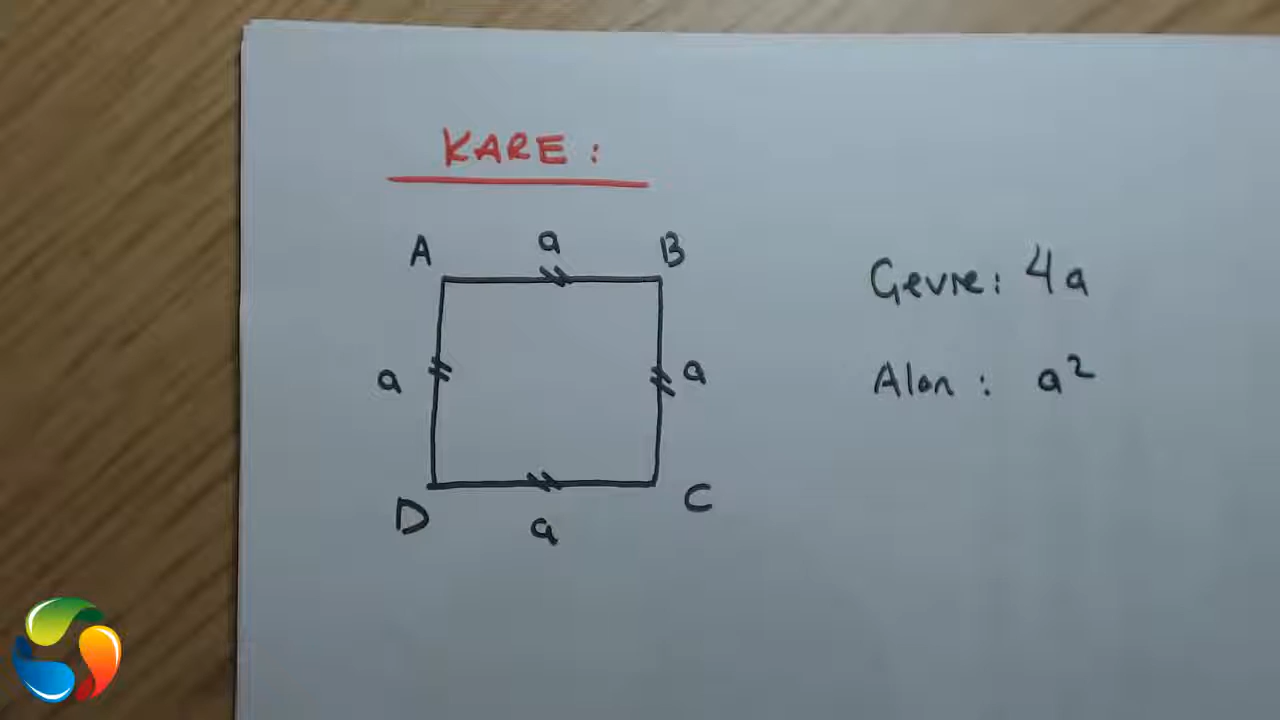 KARE :
A a B
a a
D a C
Çevre: 4a
Alan : a²